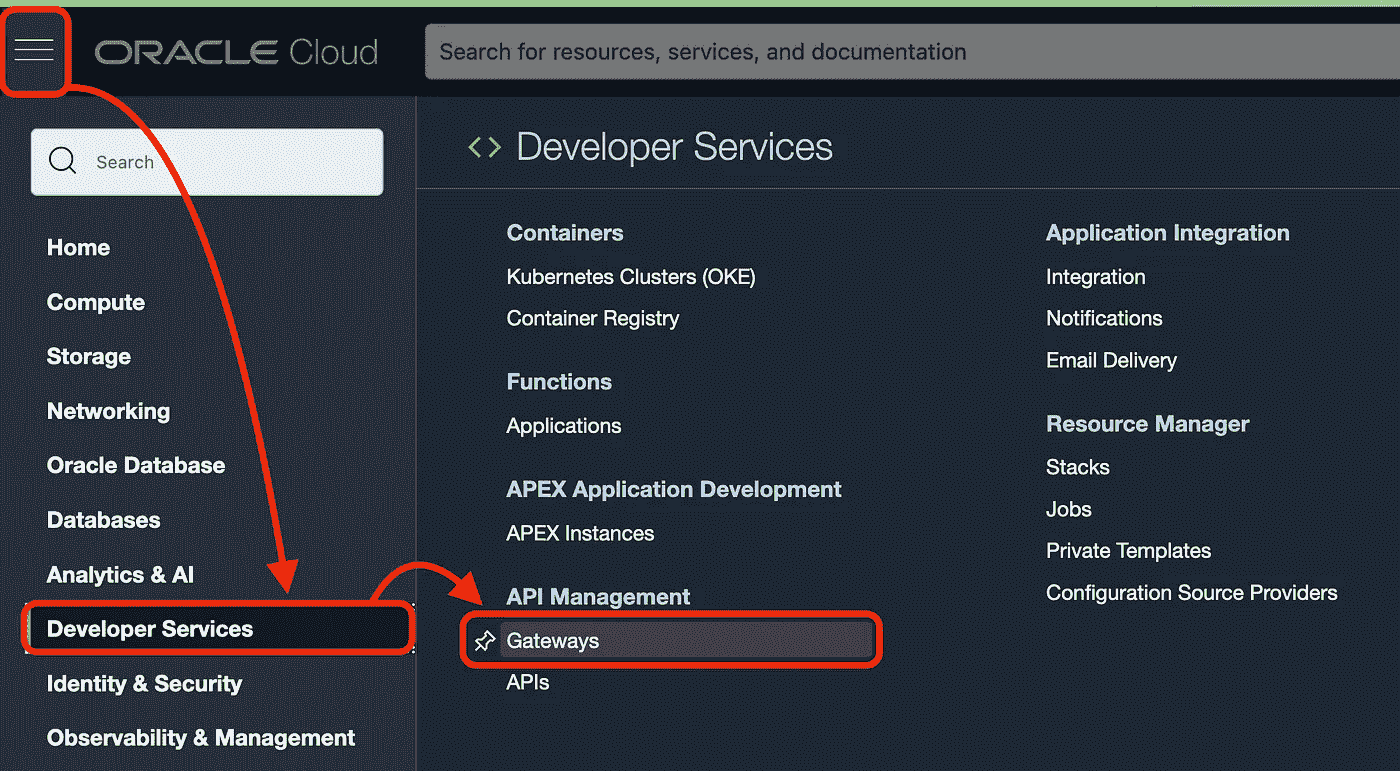 ORACLE Cloud
Search for resources, services, and documentation
Search
Home
Compute
Storage
Networking
Oracle Database
Databases
Analytics & AI
Developer Services
Identity & Security
Observability & Management
Developer Services
Containers
Kubernetes Clusters (OKE)
Container Registry
Functions
Applications
APEX Application Development
APEX Instances
API Management
Gateways
APIs
Application Integration
Integration
Notifications
Email Delivery
Resource Manager
Stacks
Jobs
Private Templates
Configuration Source Providers